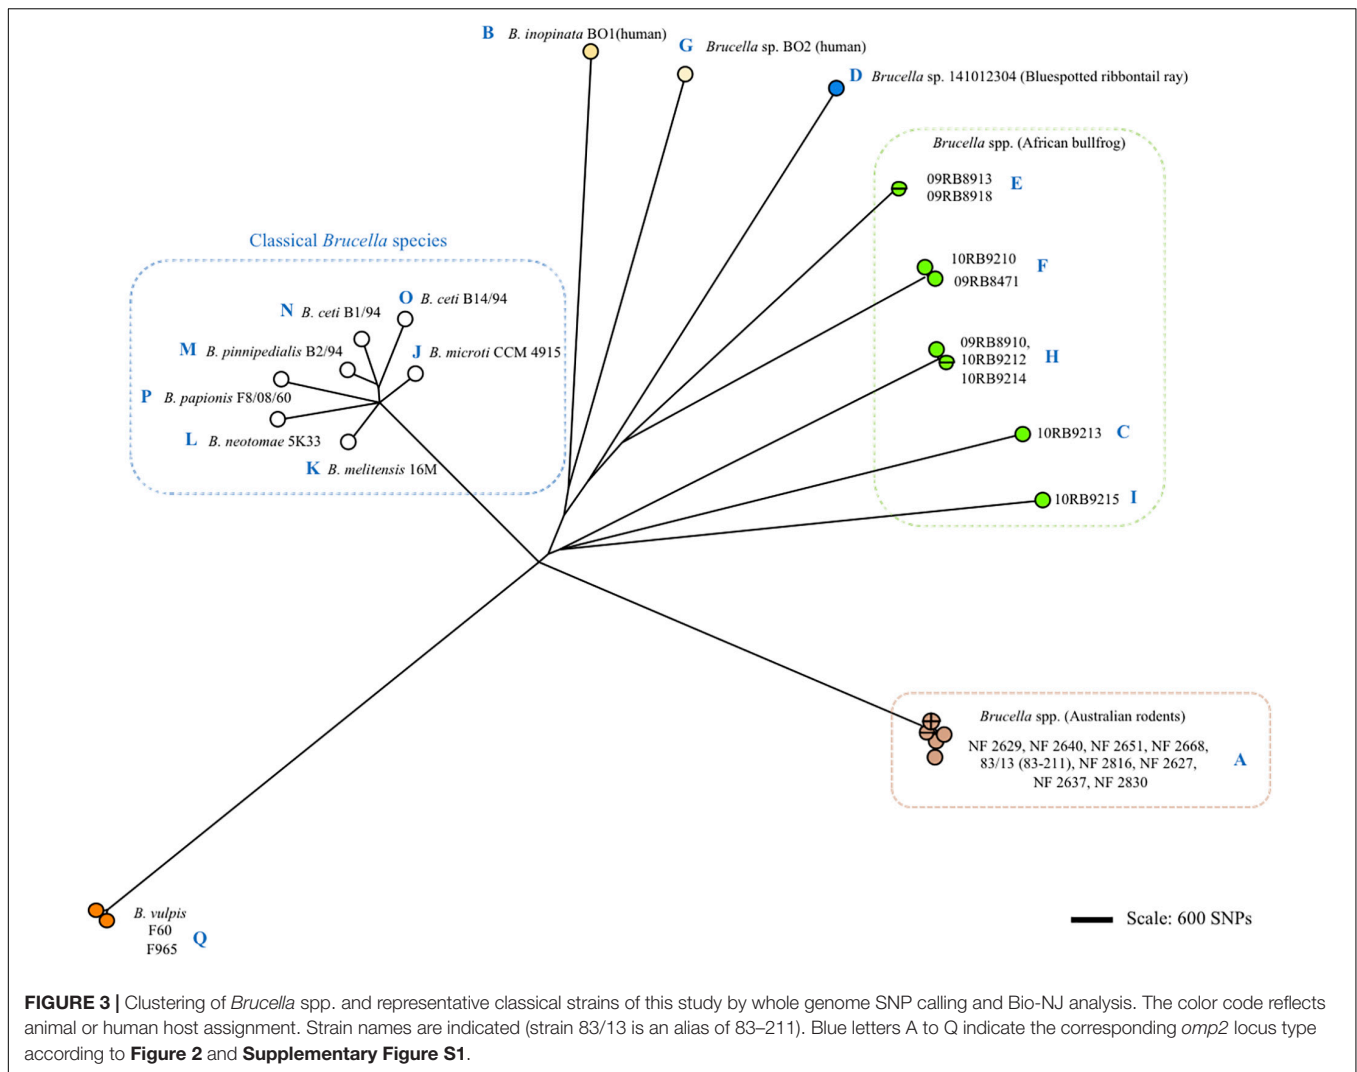 B B. inopinata BO1(human)
G Brucella sp. BO2 (human)
D Brucella sp. 141012304 (Bluespotted ribbontail ray)
Brucella spp. (African bullfrog)
09RB8913
09RB8918
E
10RB9210
09RB8471
F
09RB8910,
10RB9212
10RB9214
H
10RB9213 C
10RB9215 I
Classical Brucella species
O B. ceti B14/94
N B. ceti B1/94
M B. pinnipedialis B2/94
J B. microti CCM 4915
P B. papionis F8/08/60
L B. neotomae 5K33
K B. melitensis 16M
Brucella spp. (Australian rodents)
NF 2629, NF 2640, NF 2651, NF 2668,
83/13 (83-211), NF 2816, NF 2627,
NF 2637, NF 2830
A
B. vulpis
F60
F965
Q
Scale: 600 SNPs
FIGURE 3 | Clustering of Brucella spp. and representative classical strains of this study by whole genome SNP calling and Bio-NJ analysis. The color code reflects
animal or human host assignment. Strain names are indicated (strain 83/13 is an alias of 83–211). Blue letters A to Q indicate the corresponding omp2 locus type
according to Figure 2 and Supplementary Figure S1.